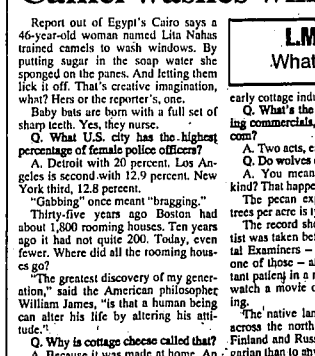 Report out of Egypt's Cairo says a
46-year-old woman named Lita Nahas
trained camels to wash windows. By
putting sugar in the soap water she
sponged on the panes. And letting them
lick it off. That's creative imagination,
what? Hers or the reporter's, one.
Baby bats are born with a full set of
sharp teeth. Yes, they nurse.
Q. What U.S. city has the highest
percentage of female police officers?
A. Detroit with 20 percent. Los An-
geles is second with 12.9 percent. New
York third, 12.8 percent.
"Gabbing" once meant "bragging."
Thirty-five years ago Boston had
about 1,800 rooming houses. Ten years
ago it had not quite 200. Today, even
fewer. Where did all the rooming hous-
es go?
"The greatest discovery of my gener-
ation," said the American philosopher
William James, "is that a human being
can alter his life by altering his atti-
tude."
Q. Why is cottage cheese called that?
A. Because it was made at home. An
L.M
What
early cottage indu
Q. What's the
ing commercials,
com?
A. Two acts, e
Q. Do wolves
A. You mean
kind? That happe
The pecan exp
trees per acre is t
The record sh
tist was taken bef
tal Examiners –
one of those – a
tant patient in a
watch a movie
ing.
The native lan
across the north
Finland and Russ
garian than to an